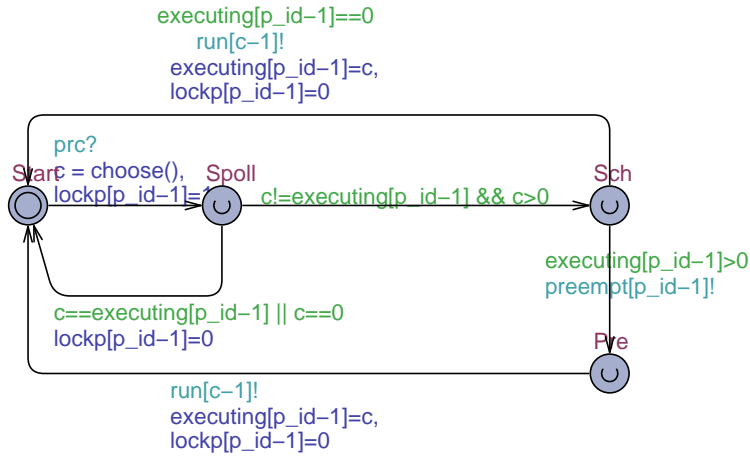 executing[p_id−1]==0
run[c−1]!
executing[p_id−1]=c,
lockp[p_id−1]=0
prc?
Start
c = choose(),
Spoll
Sch
lockp[p_id−1]=1
c!=executing[p_id−1] && c>0
executing[p_id−1]>0
preempt[p_id−1]!
c==executing[p_id−1] || c==0
lockp[p_id−1]=0
Pre
run[c−1]!
executing[p_id−1]=c,
lockp[p_id−1]=0